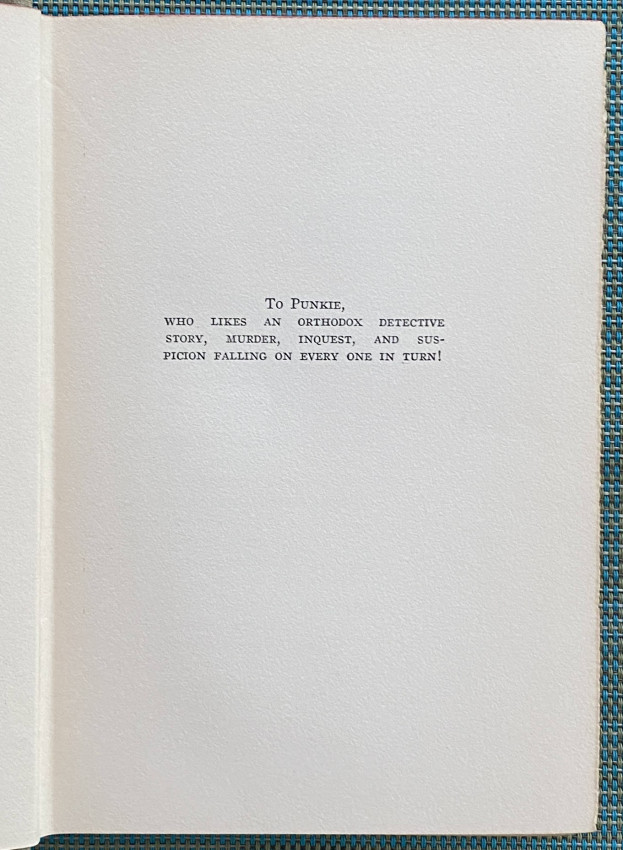 To Punkie,
who likes an orthodox detective
story, murder, inquest, and sus-
picion falling on every one in turn!